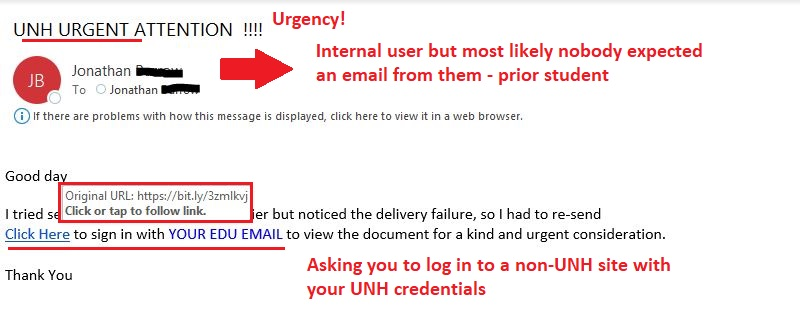 UNH URGENT ATTENTION !!!!
Urgency!
Internal user but most likely nobody expected
an email from them - prior student
JB
Jonathan
To Jonathan
If there are problems with how this message is displayed, click here to view it in a web browser.
Good day
Original URL: https://bit.ly/3zmlkvj
Click or tap to follow link.
I tried se ier but noticed the delivery failure, so I had to re-send
Click Here to sign in with YOUR EDU EMAIL to view the document for a kind and urgent consideration.
Thank You
Asking you to log in to a non-UNH site with
your UNH credentials